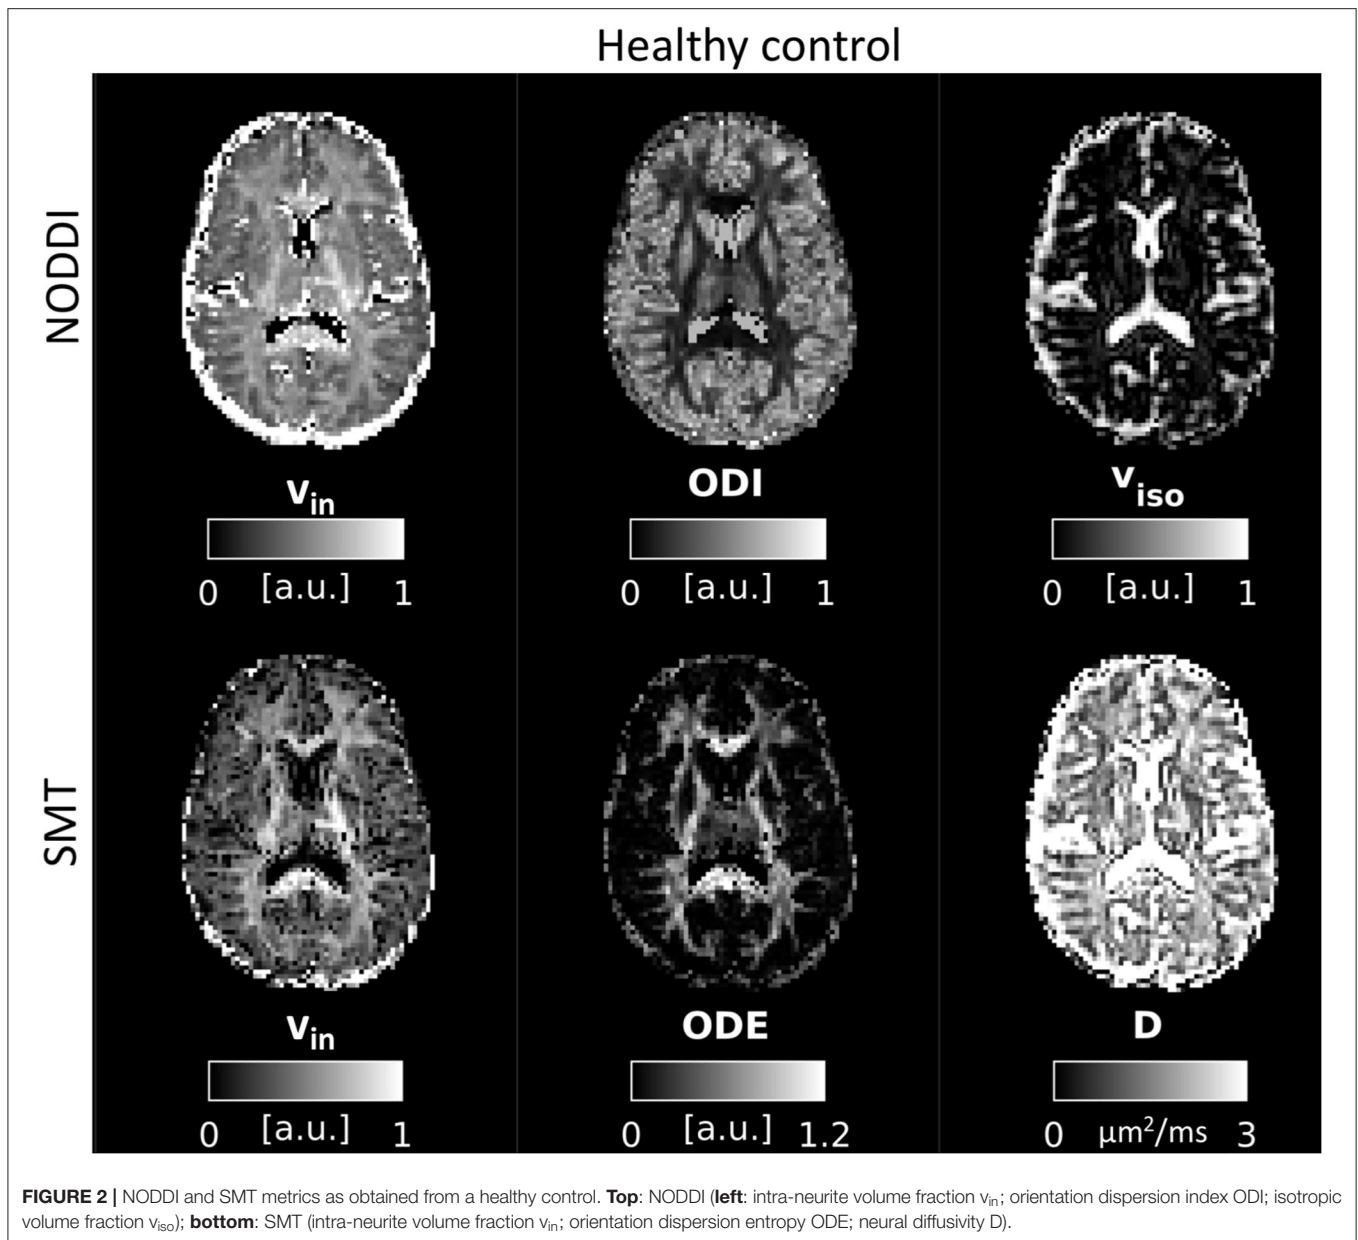 Healthy control
NODDI
v_in ODI v_iso
0 [a.u.] 1 0 [a.u.] 1 0 [a.u.] 1
SMT
v_in ODE D
0 [a.u.] 1 0 [a.u.] 1.2 0 μm²/ms 3
FIGURE 2 | NODDI and SMT metrics as obtained from a healthy control. Top: NODDI (left: intra-neurite volume fraction v_in; orientation dispersion index ODI; isotropic
volume fraction v_iso); bottom: SMT (intra-neurite volume fraction v_in; orientation dispersion entropy ODE; neural diffusivity D).